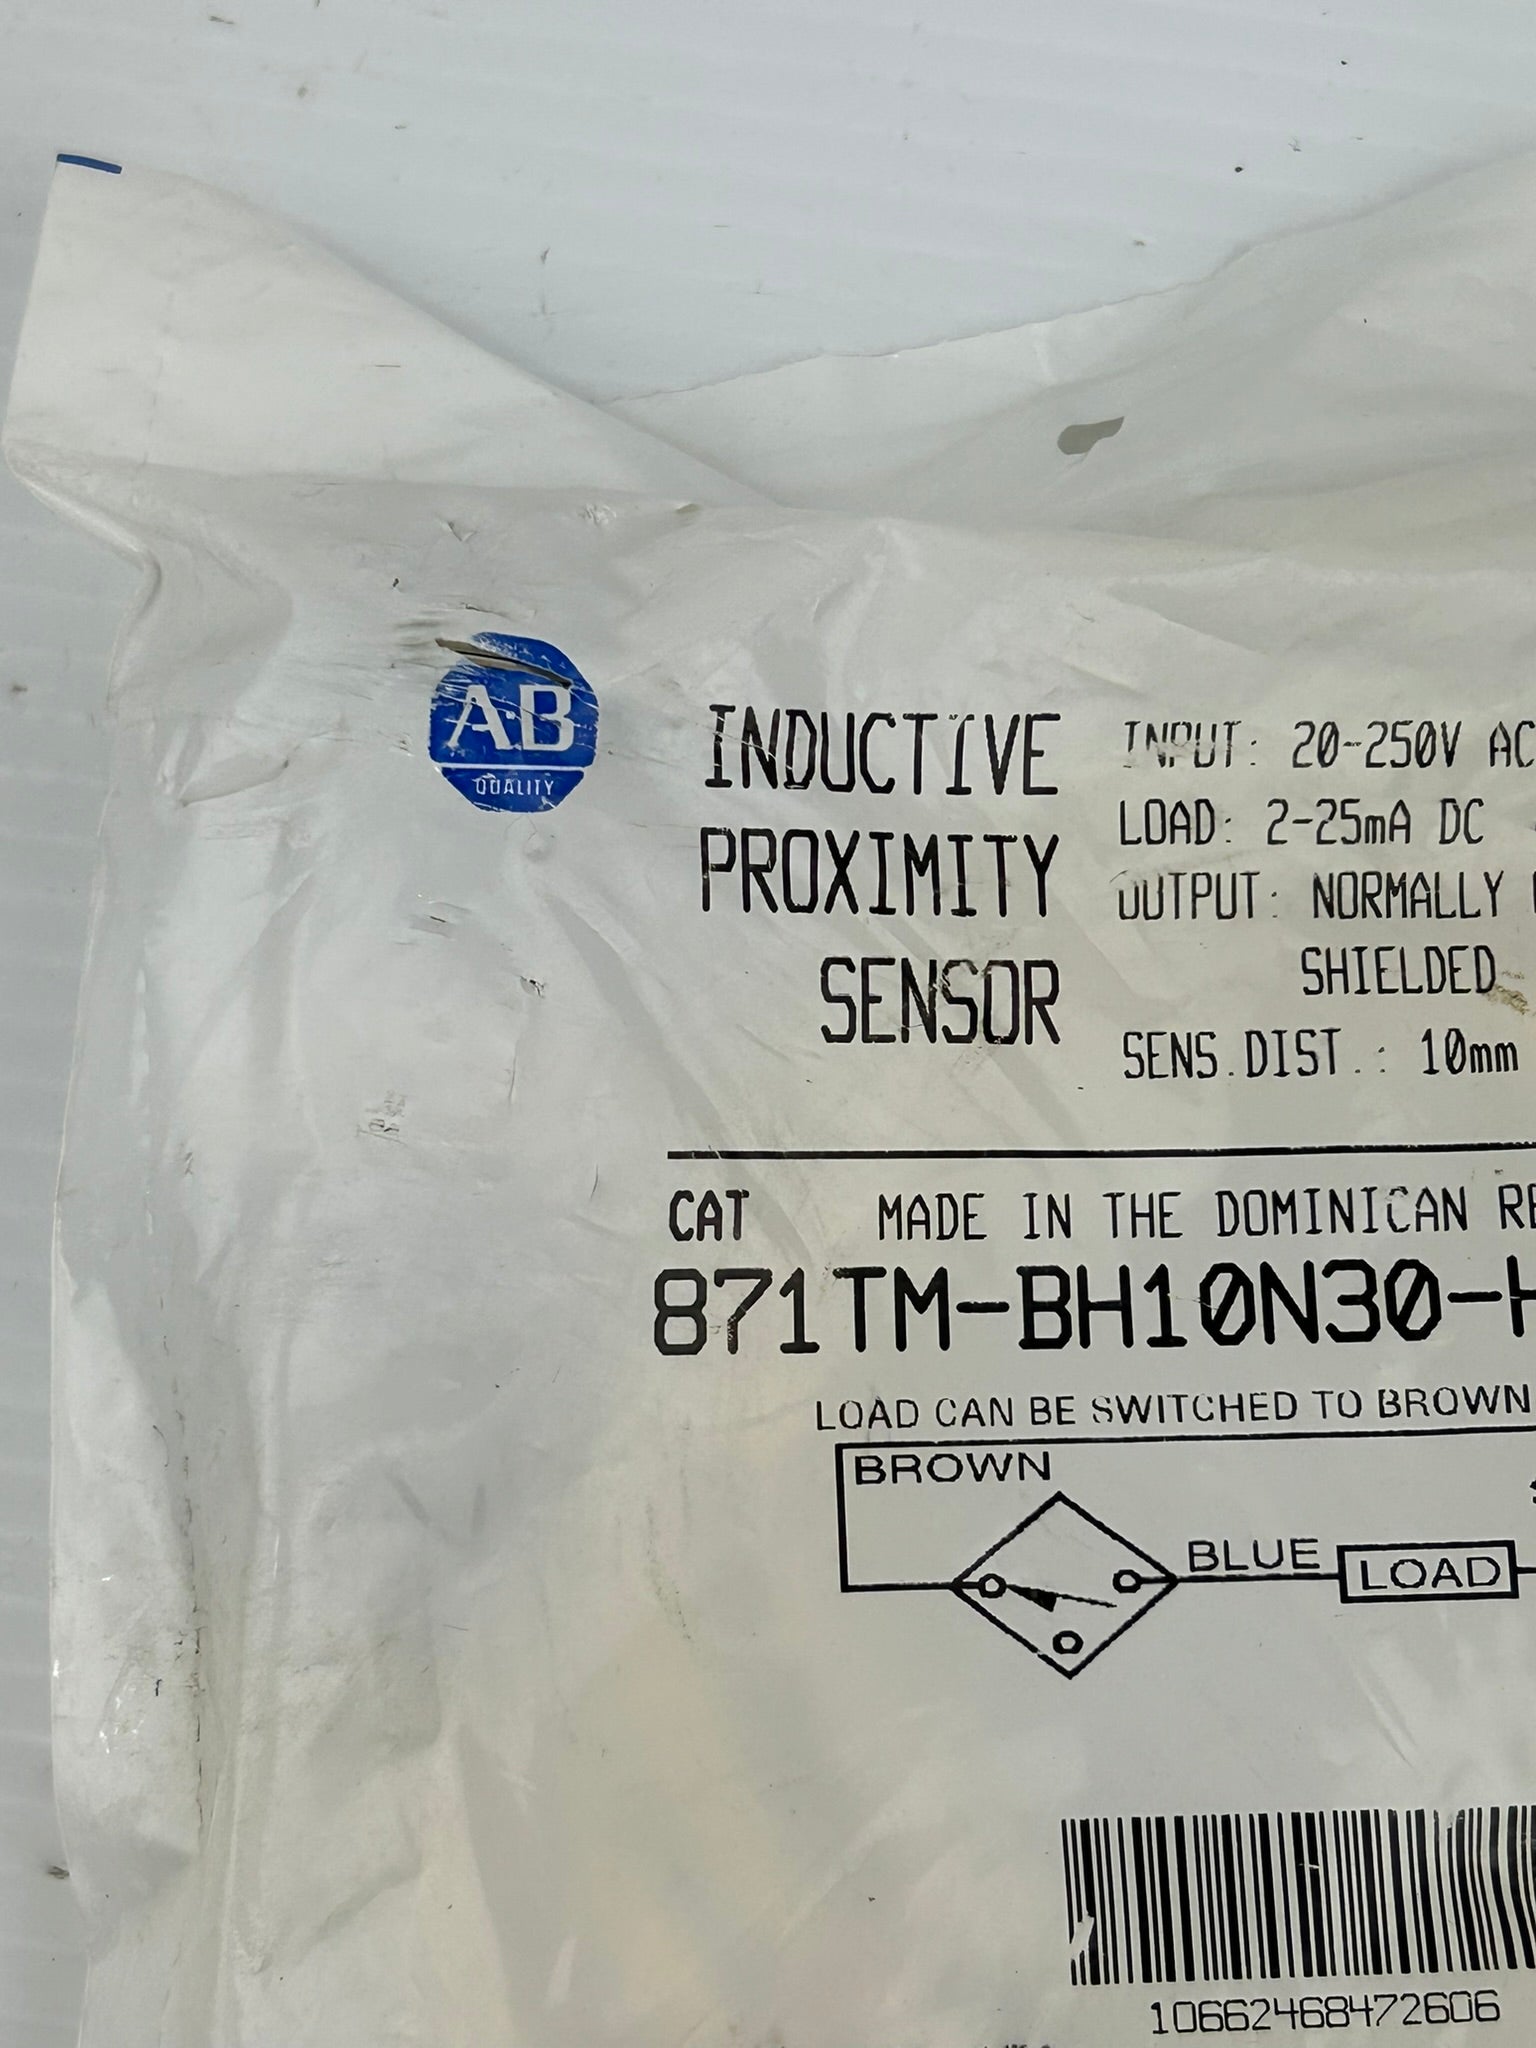 A·B
QUALITY
INDUCTIVE
PROXIMITY
SENSOR
INPUT: 20-250V AC
LOAD: 2-25mA DC
OUTPUT: NORMALLY
SHIELDED
SENS.DIST.: 10mm
CAT MADE IN THE DOMINICAN RE
871TM-BH10N30-H
LOAD CAN BE SWITCHED TO BROWN
BROWN
BLUE
LOAD
10662468472606